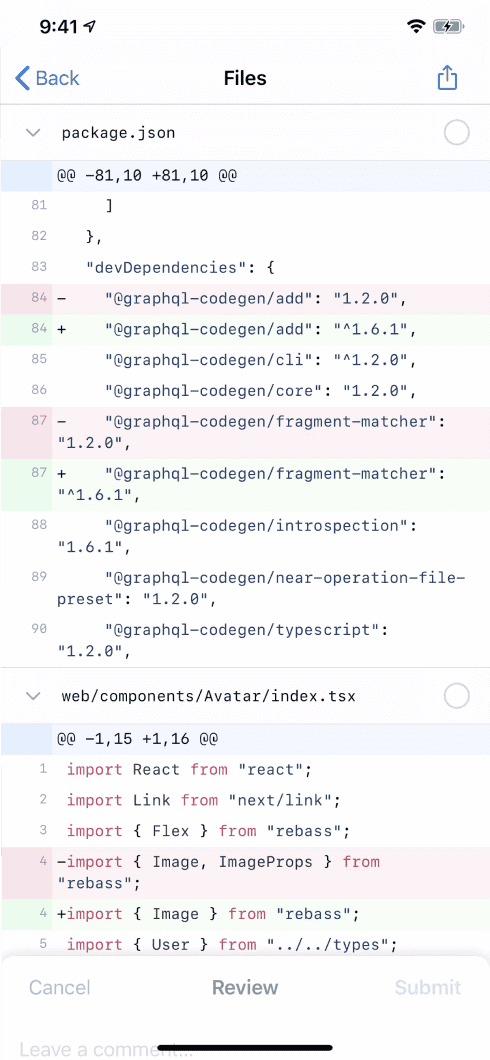 9:41
Back
Files
package.json
@@ -81,10 +81,10 @@
81 ]
82 },
83 "devDependencies": {
84 - "@graphql-codegen/add": "1.2.0",
84 + "@graphql-codegen/add": "^1.6.1",
85 "@graphql-codegen/cli": "^1.2.0",
86 "@graphql-codegen/core": "1.2.0",
87 - "@graphql-codegen/fragment-matcher":
"1.2.0",
87 + "@graphql-codegen/fragment-matcher":
"^1.6.1",
88 "@graphql-codegen/introspection":
"1.6.1",
89 "@graphql-codegen/near-operation-file-
preset": "1.2.0",
90 "@graphql-codegen/typescript":
"1.2.0",
web/components/Avatar/index.tsx
@@ -1,15 +1,16 @@
1 import React from "react";
2 import Link from "next/link";
3 import { Flex } from "rebass";
4 -import { Image, ImageProps } from
"rebass";
4 +import { Image } from "rebass";
5 import { User } from "../../types";
Cancel
Review
Submit
Leave a comment...